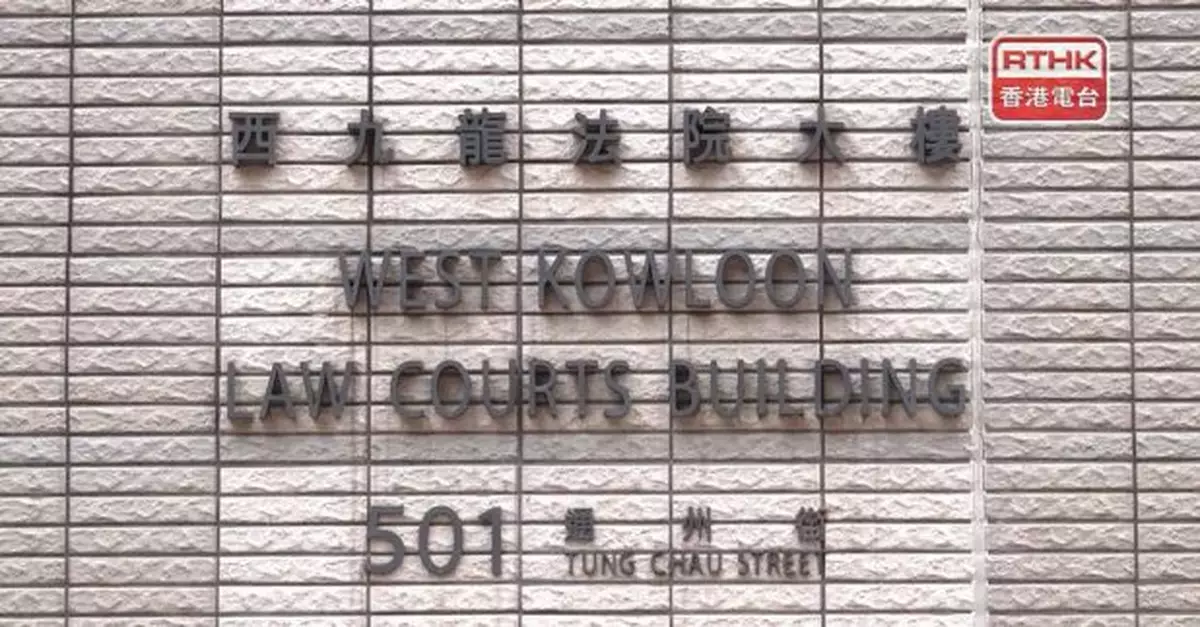 RTHK
香港電台
西九龍法院大樓
WEST KOWLOON
LAW COURTS BUILDING
501 通州街
TUNG CHAU STREET